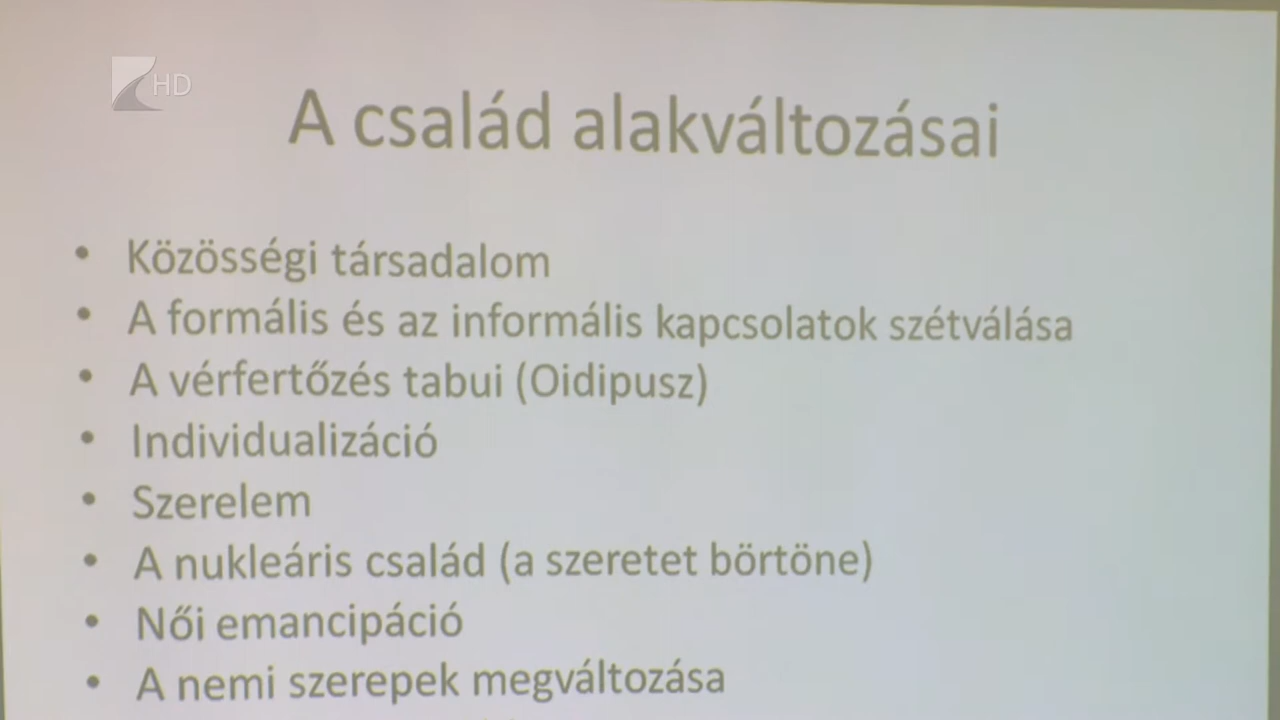 HD
A család alakváltozásai
• Közösségi társadalom
• A formális és az informális kapcsolatok szétválása
• A vérfertőzés tabui (Oidipusz)
• Individualizáció
• Szerelem
• A nukleáris család (a szeretet börtöne)
• Női emancipáció
• A nemi szerepek megváltozása